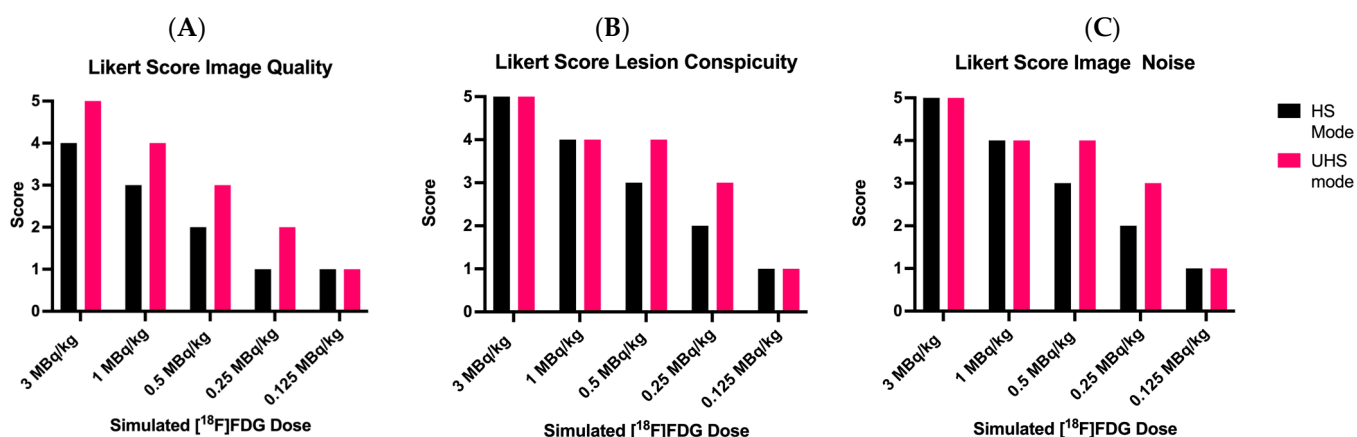 (A)
Likert Score Image Quality
5
4
3
2
1
0
Score
3 MBq/kg
1 MBq/kg
0.5 MBq/kg
0.25 MBq/kg
0.125 MBq/kg
Simulated [¹⁸F]FDG Dose
(B)
Likert Score Lesion Conspicuity
5
4
3
2
1
0
Score
3 MBq/kg
1 MBq/kg
0.5 MBq/kg
0.25 MBq/kg
0.125 MBq/kg
Simulated [¹⁸F]FDG Dose
(C)
Likert Score Image Noise
5
4
3
2
1
0
Score
3 MBq/kg
1 MBq/kg
0.5 MBq/kg
0.25 MBq/kg
0.125 MBq/kg
Simulated [¹⁸F]FDG Dose
HS
Mode
UHS
mode